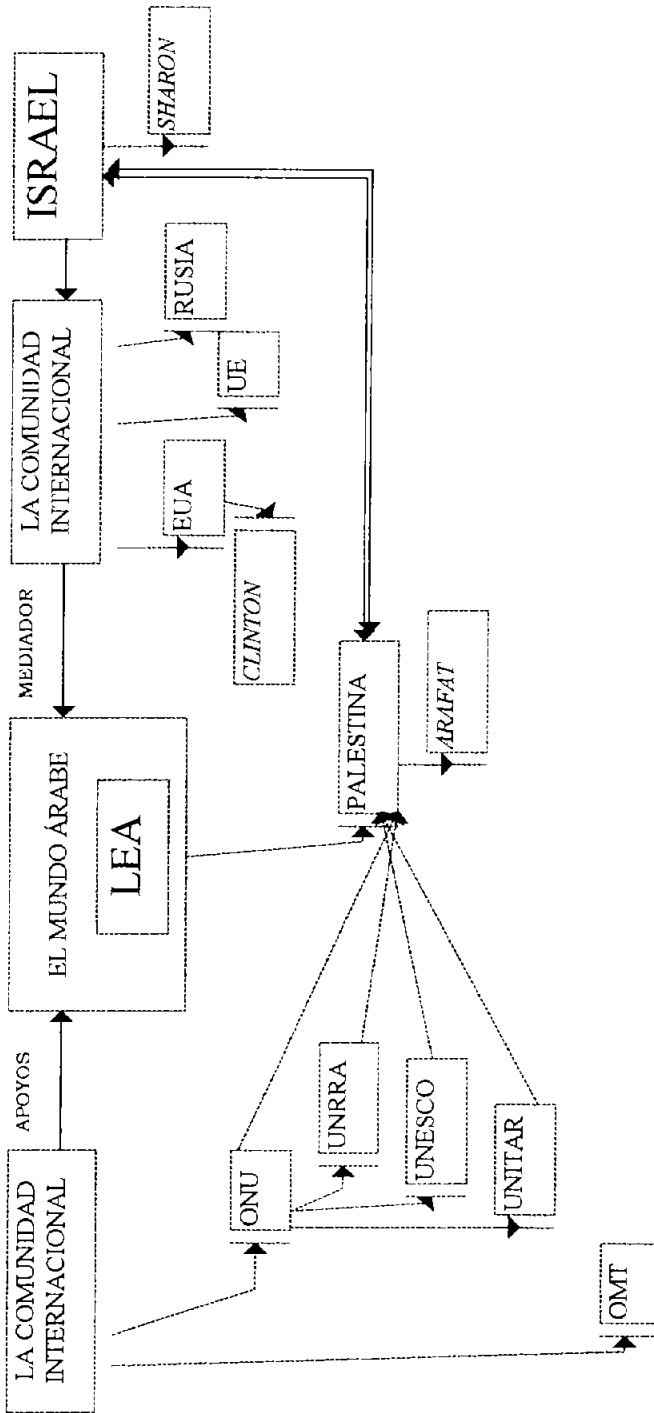 LA COMUNIDAD
INTERNACIONAL
APOYOS
EL MUNDO ÁRABE
LEA
MEDIADOR
LA COMUNIDAD
INTERNACIONAL
ISRAEL
ONU
UNRRA
UNESCO
UNITAR
OMT
PALESTINA
ARAFAT
EUA
CLINTON
UE
RUSIA
SHARON